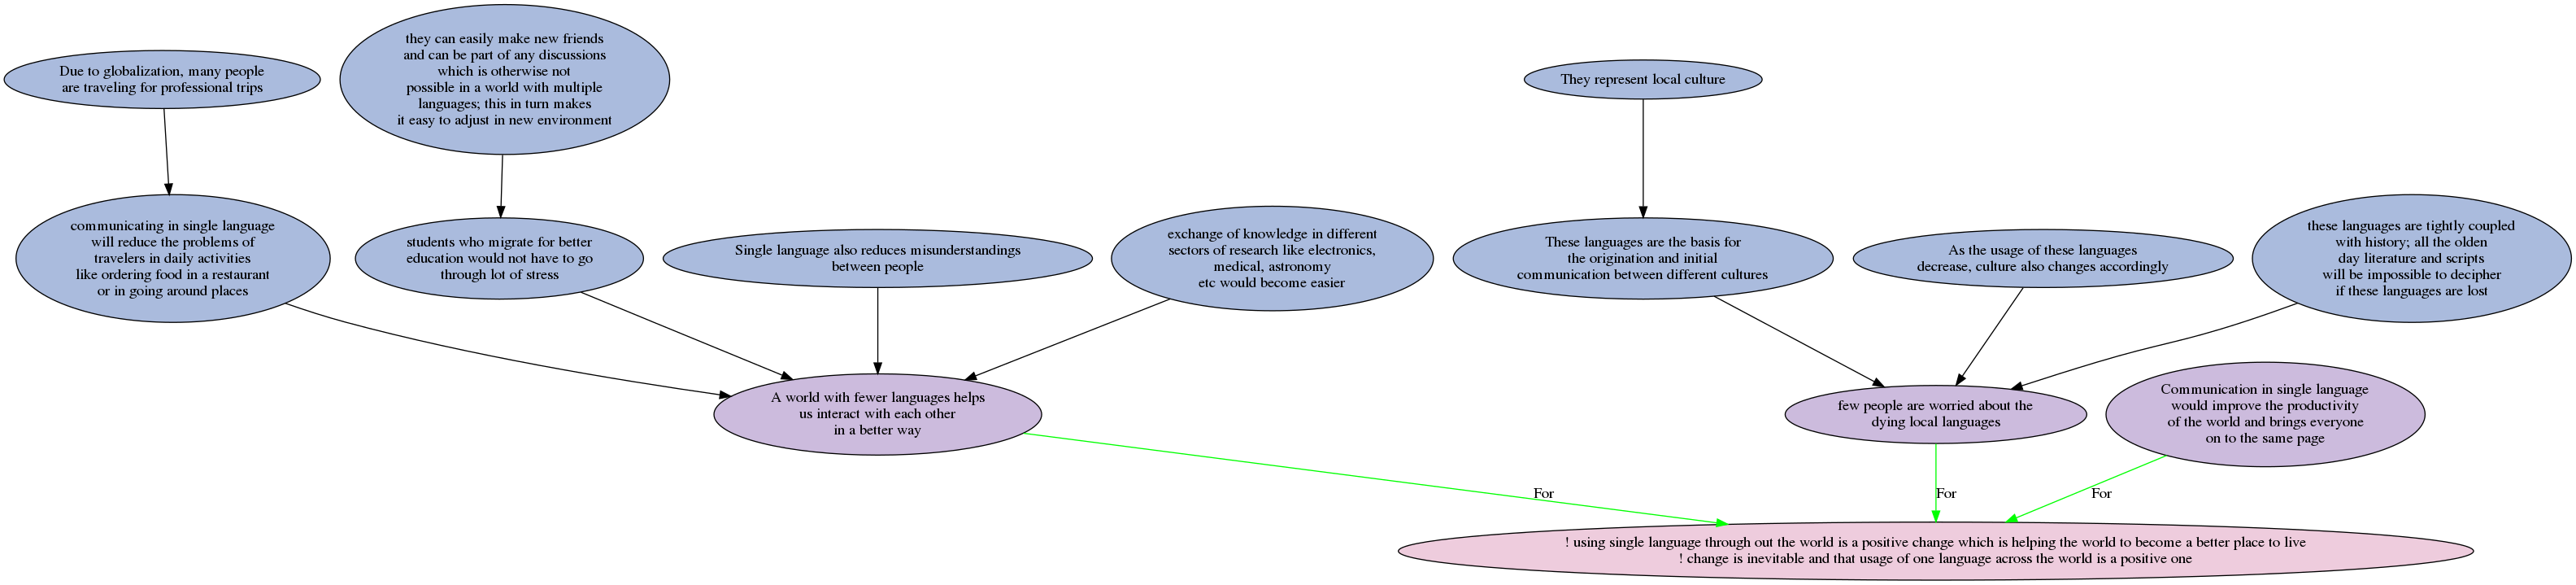 Due to globalization, many people
are traveling for professional trips
they can easily make new friends
and can be part of any discussions
which is otherwise not
possible in a world with multiple
languages; this in turn makes
it easy to adjust in new environment
They represent local culture
communicating in single language
will reduce the problems of
travelers in daily activities
like ordering food in a restaurant
or in going around places
students who migrate for better
education would not have to go
through lot of stress
Single language also reduces misunderstandings
between people
exchange of knowledge in different
sectors of research like electronics,
medical, astronomy
etc would become easier
These languages are the basis for
the origination and initial
communication between different cultures
As the usage of these languages
decrease, culture also changes accordingly
these languages are tightly coupled
with history; all the olden
day literature and scripts
will be impossible to decipher
if these languages are lost
A world with fewer languages helps
us interact with each other
in a better way
few people are worried about the
dying local languages
Communication in single language
would improve the productivity
of the world and brings everyone
on to the same page
For
For
For
! using single language through out the world is a positive change which is helping the world to become a better place to live
! change is inevitable and that usage of one language across the world is a positive one